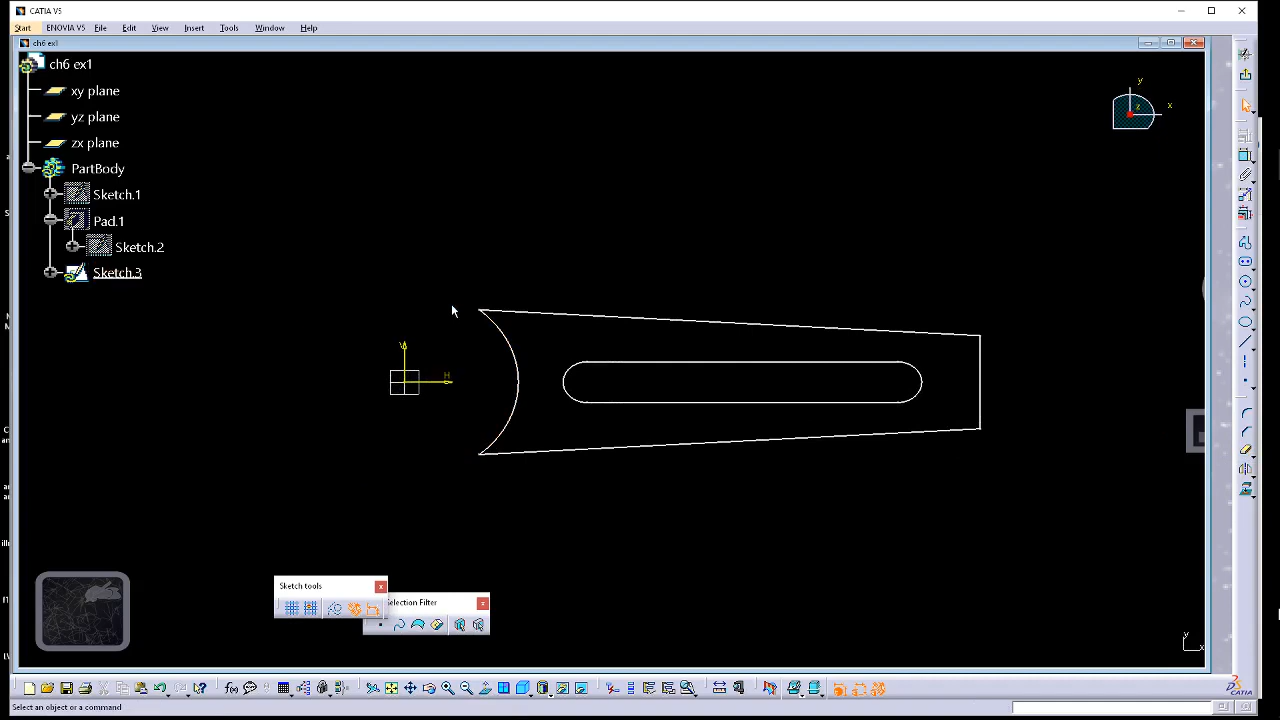 CATIA V5
Start ENOVIA V5 File Edit View Insert Tools Window Help
ch6 ex1
ch6 ex1
xy plane
yz plane
zx plane
PartBody
Sketch.1
Pad.1
Sketch.2
Sketch.3
y
x
z
V
H
Sketch tools
election Filter
y
x
f(x)
CATIA
Select an object or a command